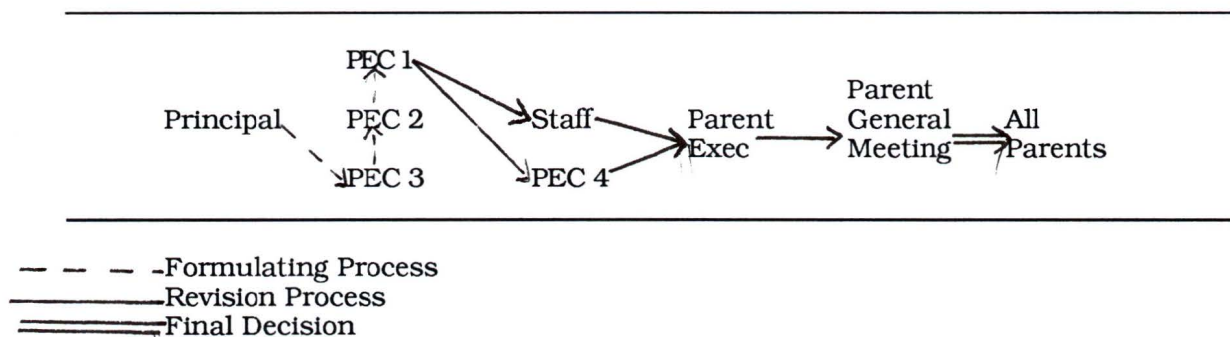 PEC 1
Principal PEC 2 Staff Parent Exec Parent General Meeting All Parents
PEC 3 PEC 4
Formulating Process
Revision Process
Final Decision